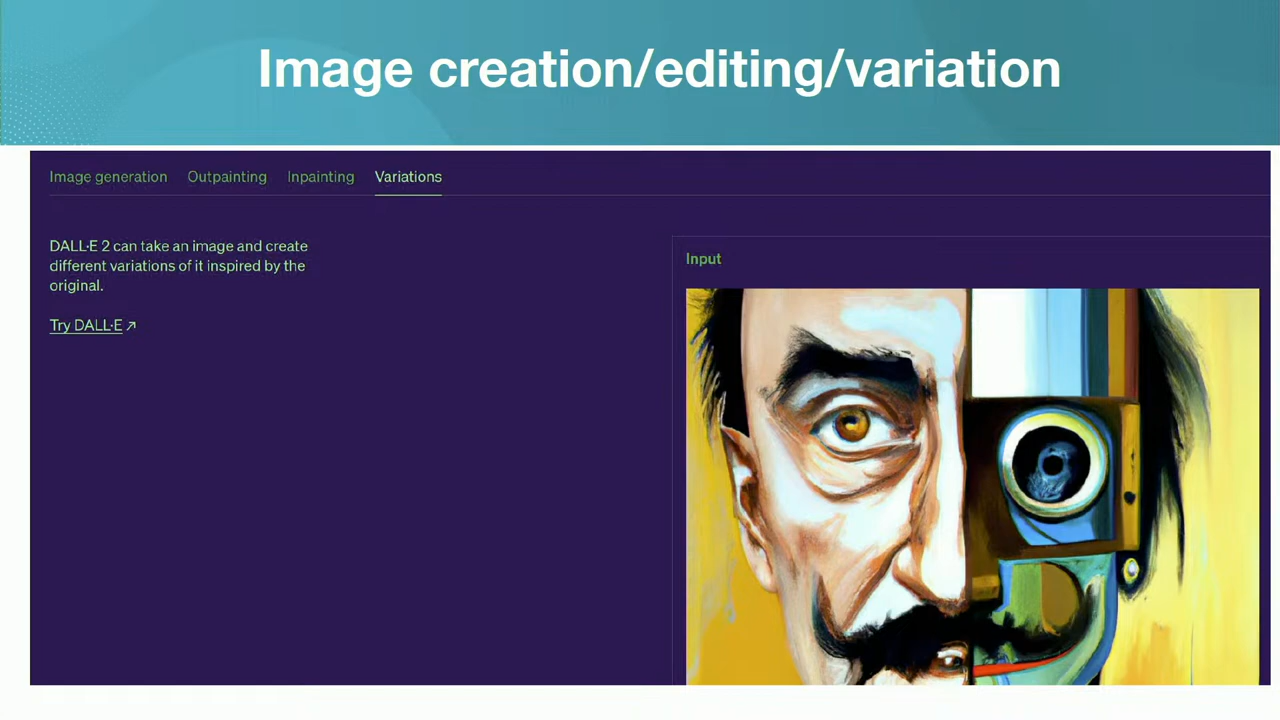 Image creation/editing/variation
Image generation Outpainting Inpainting Variations
DALL·E 2 can take an image and create
different variations of it inspired by the
original.
Try DALL·E ↗
Input